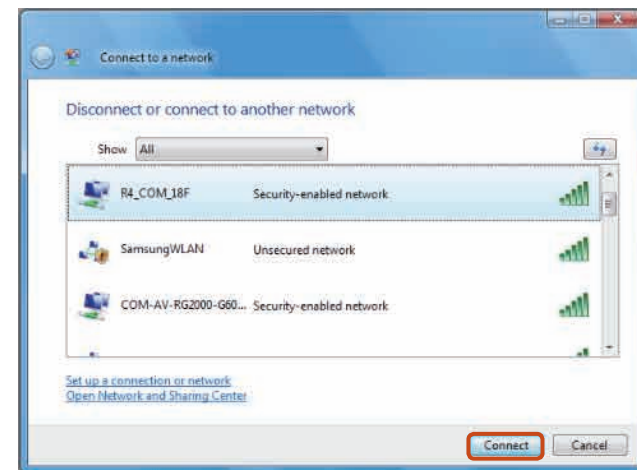 Connect to a network
Disconnect or connect to another network
Show All
R4_COM_18F Security-enabled network
SamsungWLAN Unsecured network
COM-AV-RG2000-G60... Security-enabled network
Set up a connection or network
Open Network and Sharing Center
Connect Cancel